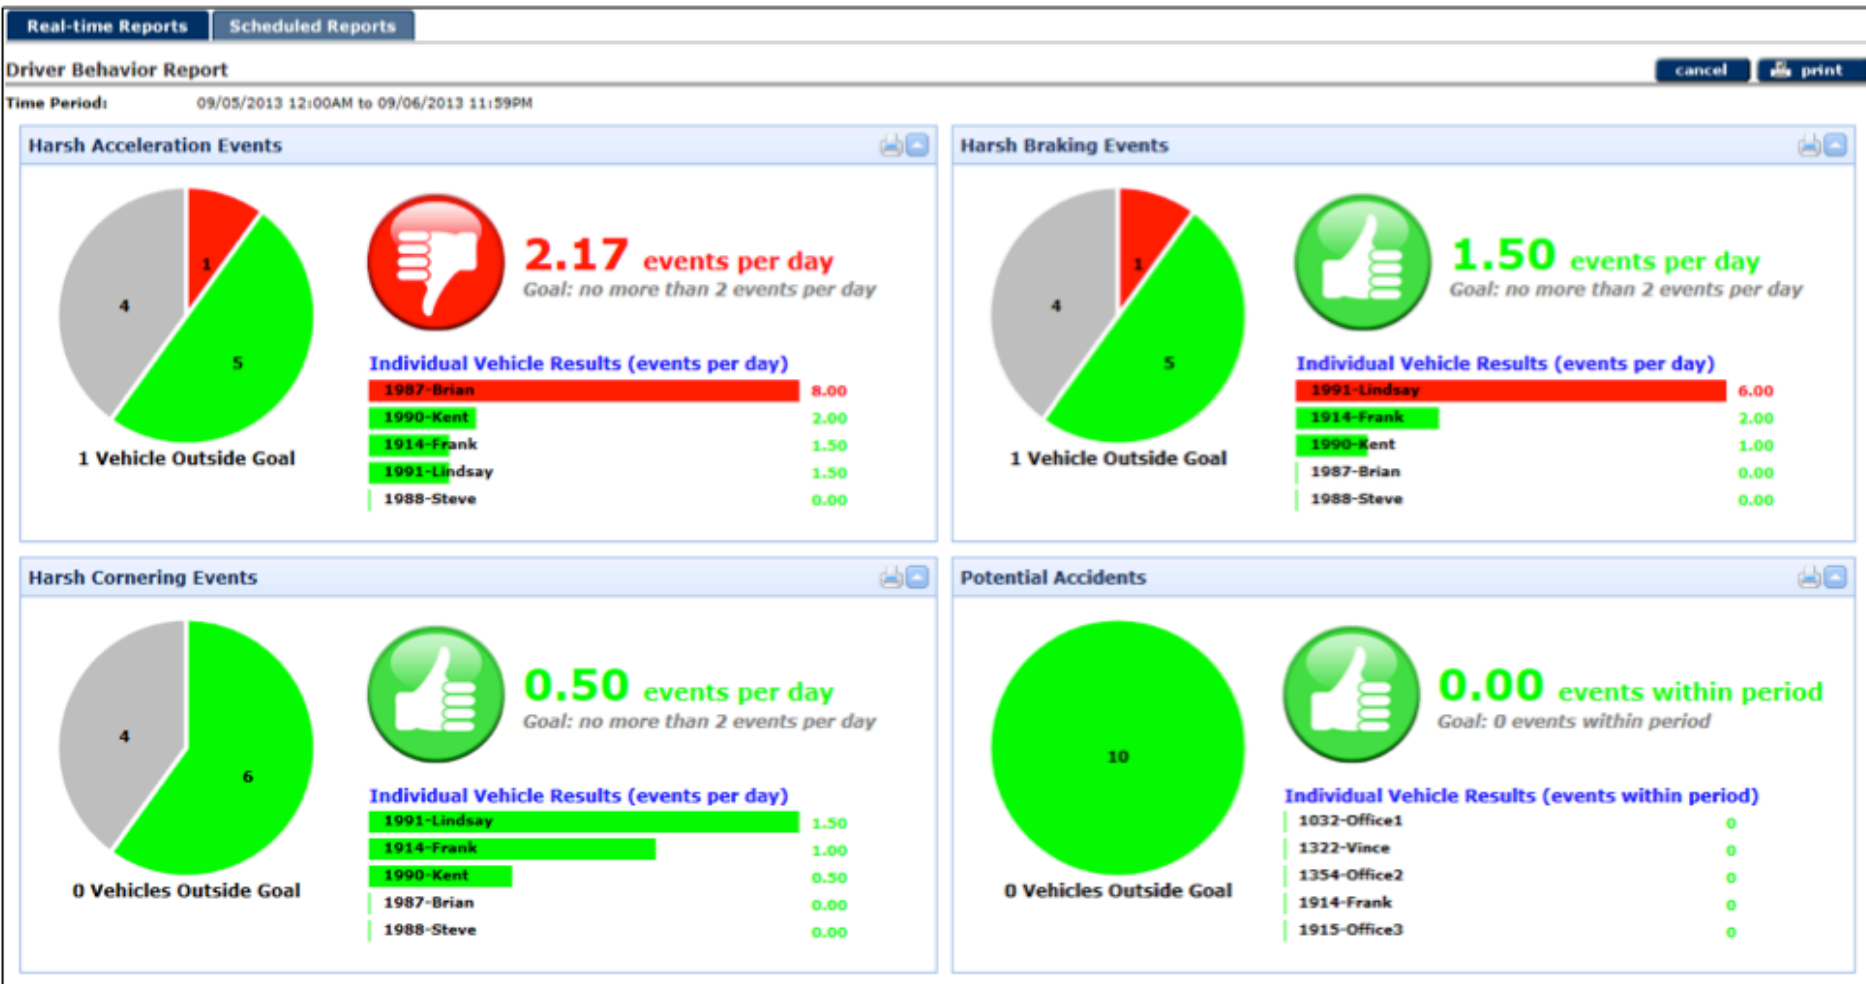 Real-time Reports Scheduled Reports
Driver Behavior Report cancel print
Time Period: 09/05/2013 12:00AM to 09/06/2013 11:59PM
Harsh Acceleration Events
1
4
5
1 Vehicle Outside Goal
2.17 events per day
Goal: no more than 2 events per day
Individual Vehicle Results (events per day)
1987-Brian 8.00
1990-Kent 2.00
1914-Frank 1.50
1991-Lindsay 1.50
1988-Steve 0.00
Harsh Braking Events
1
4
5
1 Vehicle Outside Goal
1.50 events per day
Goal: no more than 2 events per day
Individual Vehicle Results (events per day)
1991-Lindsay 6.00
1914-Frank 2.00
1990-Kent 1.00
1987-Brian 0.00
1988-Steve 0.00
Harsh Cornering Events
4
6
0 Vehicles Outside Goal
0.50 events per day
Goal: no more than 2 events per day
Individual Vehicle Results (events per day)
1991-Lindsay 1.50
1914-Frank 1.00
1990-Kent 0.50
1987-Brian 0.00
1988-Steve 0.00
Potential Accidents
10
0 Vehicles Outside Goal
0.00 events within period
Goal: 0 events within period
Individual Vehicle Results (events within period)
1032-Office1 0
1322-Vince 0
1354-Office2 0
1914-Frank 0
1915-Office3 0